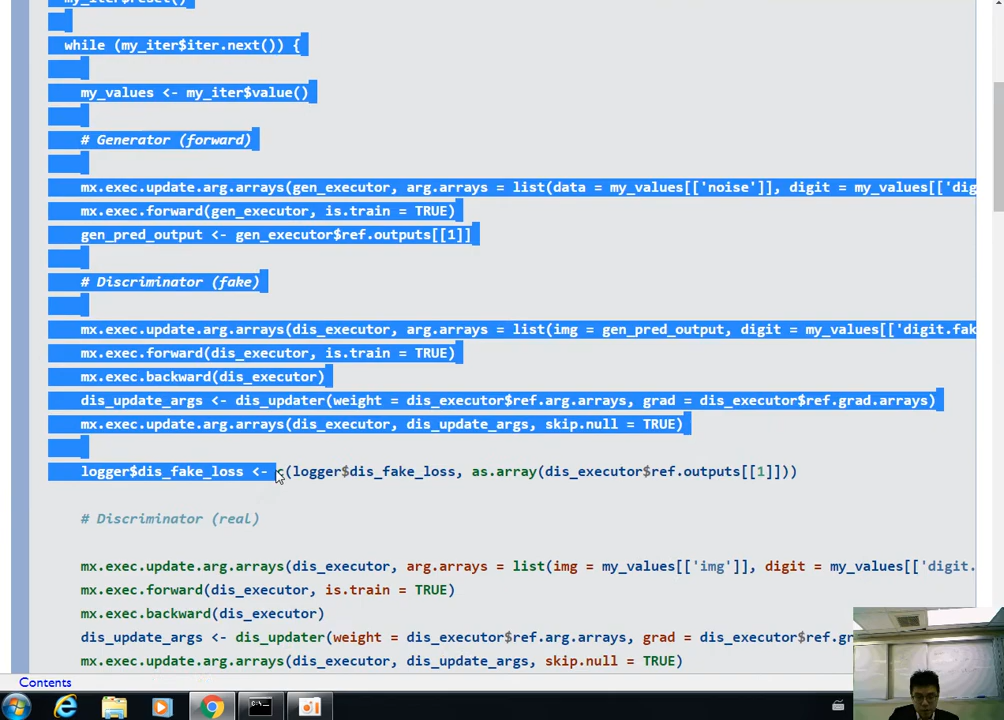 my_iter$reset()
while (my_iter$iter.next()) {
my_values <- my_iter$value()
# Generator (forward)
mx.exec.update.arg.arrays(gen_executor, arg.arrays = list(data = my_values[['noise']], digit = my_values[['dig
mx.exec.forward(gen_executor, is.train = TRUE)
gen_pred_output <- gen_executor$ref.outputs[[1]]
# Discriminator (fake)
mx.exec.update.arg.arrays(dis_executor, arg.arrays = list(img = gen_pred_output, digit = my_values[['digit.fak
mx.exec.forward(dis_executor, is.train = TRUE)
mx.exec.backward(dis_executor)
dis_update_args <- dis_updater(weight = dis_executor$ref.arg.arrays, grad = dis_executor$ref.grad.arrays)
mx.exec.update.arg.arrays(dis_executor, dis_update_args, skip.null = TRUE)
logger$dis_fake_loss <- c(logger$dis_fake_loss, as.array(dis_executor$ref.outputs[[1]]))
# Discriminator (real)
mx.exec.update.arg.arrays(dis_executor, arg.arrays = list(img = my_values[['img']], digit = my_values[['digit.
mx.exec.forward(dis_executor, is.train = TRUE)
mx.exec.backward(dis_executor)
dis_update_args <- dis_updater(weight = dis_executor$ref.arg.arrays, grad = dis_executor$ref.gr
mx.exec.update.arg.arrays(dis_executor, dis_update_args, skip.null = TRUE)
Contents